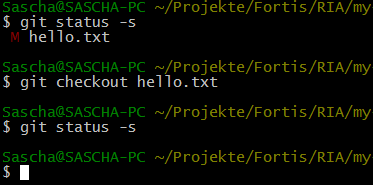 Sascha@SASCHA-PC ~/Projekte/Fortis/RIA/my
$ git status -s
 M hello.txt
Sascha@SASCHA-PC ~/Projekte/Fortis/RIA/my
$ git checkout hello.txt
Sascha@SASCHA-PC ~/Projekte/Fortis/RIA/my
$ git status -s
Sascha@SASCHA-PC ~/Projekte/Fortis/RIA/my
$